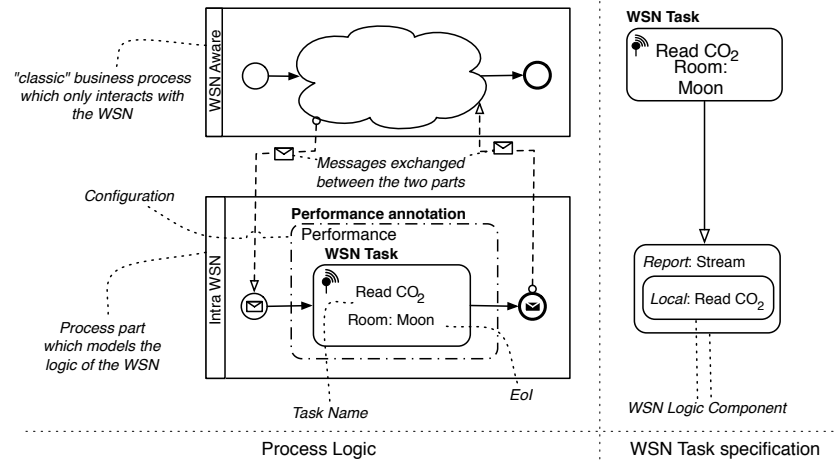 WSN Aware
"classic" business process
which only interacts with
the WSN
Messages exchanged
between the two parts
Configuration
Performance annotation
Performance
WSN Task
Read CO2
Room: Moon
Intra WSN
Process part
which models the
logic of the WSN
Task Name
EoI
Process Logic
WSN Task
Read CO2
Room:
Moon
Report: Stream
Local: Read CO2
WSN Logic Component
WSN Task specification